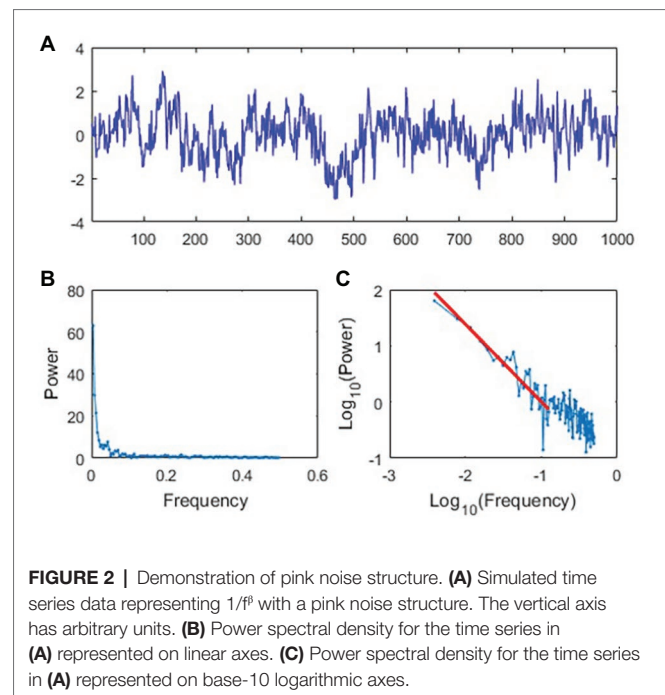 A
4
2
0
-2
-4
100 200 300 400 500 600 700 800 900 1000
B
80
60
40
20
0
Power
0 0.2 0.4 0.6
Frequency
C
2
1
0
-1
Log₁₀(Power)
-3 -2 -1 0
Log₁₀(Frequency)
FIGURE 2 | Demonstration of pink noise structure. (A) Simulated time
series data representing 1/fᵝ with a pink noise structure. The vertical axis
has arbitrary units. (B) Power spectral density for the time series in
(A) represented on linear axes. (C) Power spectral density for the time series
in (A) represented on base-10 logarithmic axes.